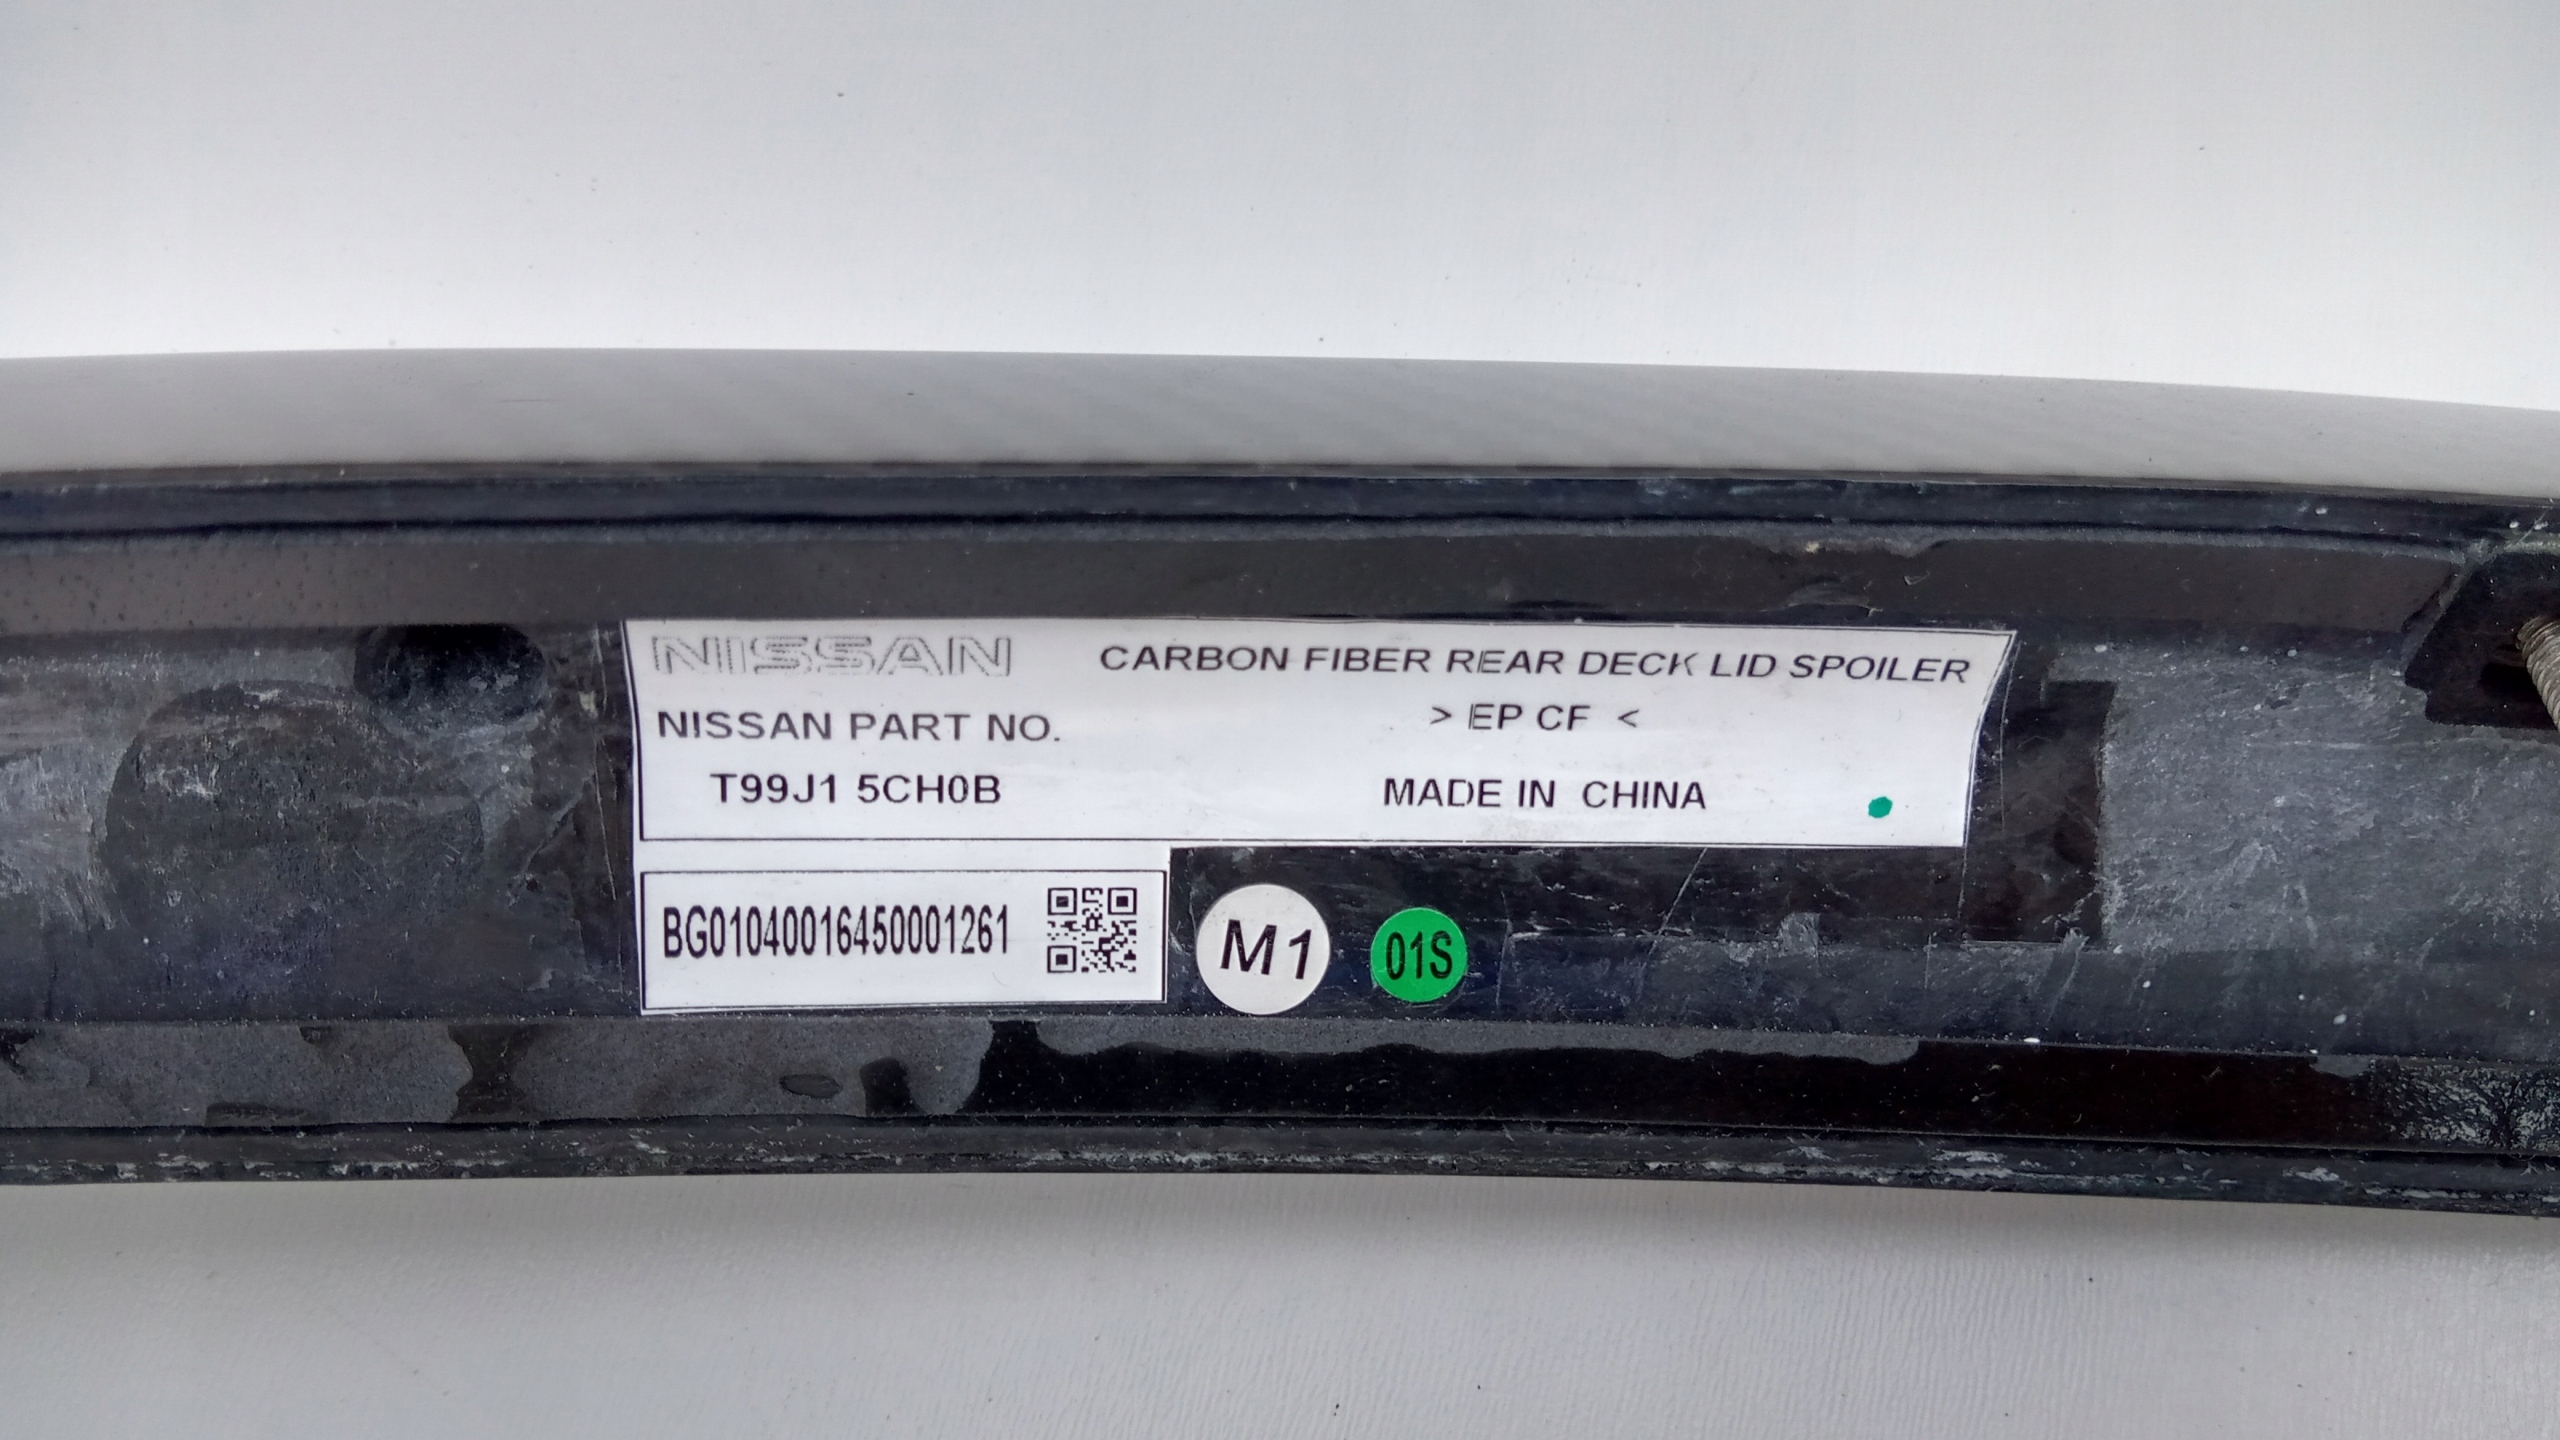 NISSAN CARBON FIBER REAR DECK LID SPOILER
NISSAN PART NO. > EP CF <
T99J1 5CH0B MADE IN CHINA
BG01040016450001261
M1
01S